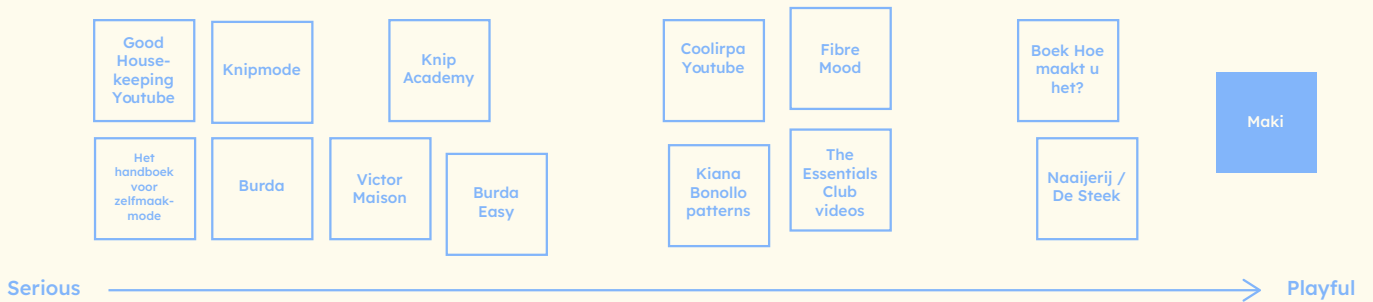 Good
House-
keeping
Youtube
Knipmode
Knip
Academy
Coolirpa
Youtube
Fibre
Mood
Boek Hoe
maakt u
het?
Maki
Het
handboek
voor
zelfmaak-
mode
Burda
Victor
Maison
Burda
Easy
Kiana
Bonollo
patterns
The
Essentials
Club
videos
Naaijerij /
De Steek
Serious
Playful